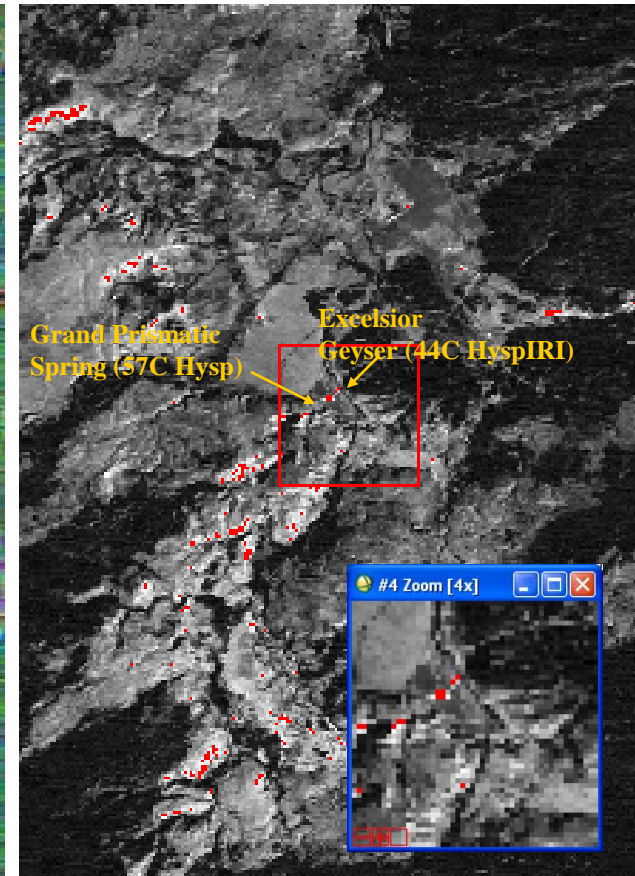 Grand Prismatic
Spring (57C Hysp)
Excelsior
Geyser (44C HyspIRI)
#4 Zoom [4x]